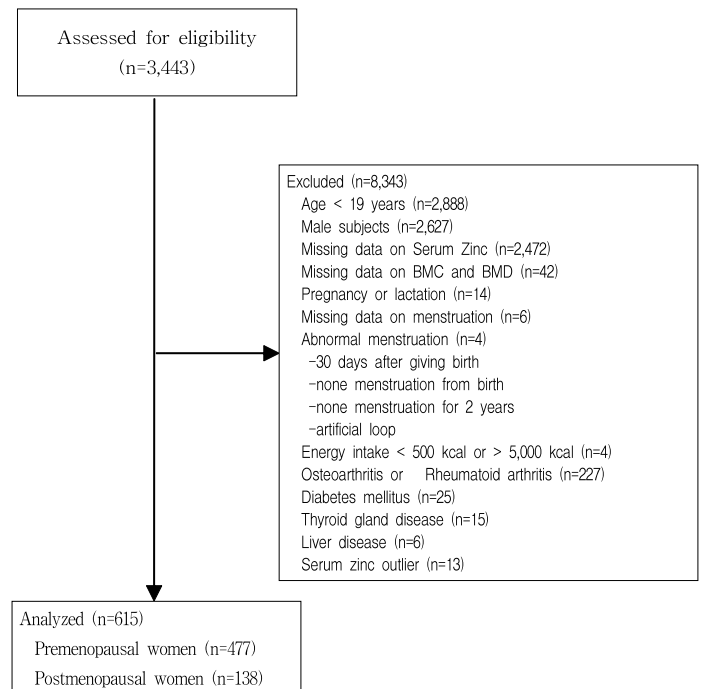 Assessed for eligibility
(n=3,443)
Excluded (n=8,343)
Age < 19 years (n=2,888)
Male subjects (n=2,627)
Missing data on Serum Zinc (n=2,472)
Missing data on BMC and BMD (n=42)
Pregnancy or lactation (n=14)
Missing data on menstruation (n=6)
Abnormal menstruation (n=4)
-30 days after giving birth
-none menstruation from birth
-none menstruation for 2 years
-artificial loop
Energy intake < 500 kcal or > 5,000 kcal (n=4)
Osteoarthritis or Rheumatoid arthritis (n=227)
Diabetes mellitus (n=25)
Thyroid gland disease (n=15)
Liver disease (n=6)
Serum zinc outlier (n=13)
Analyzed (n=615)
Premenopausal women (n=477)
Postmenopausal women (n=138)